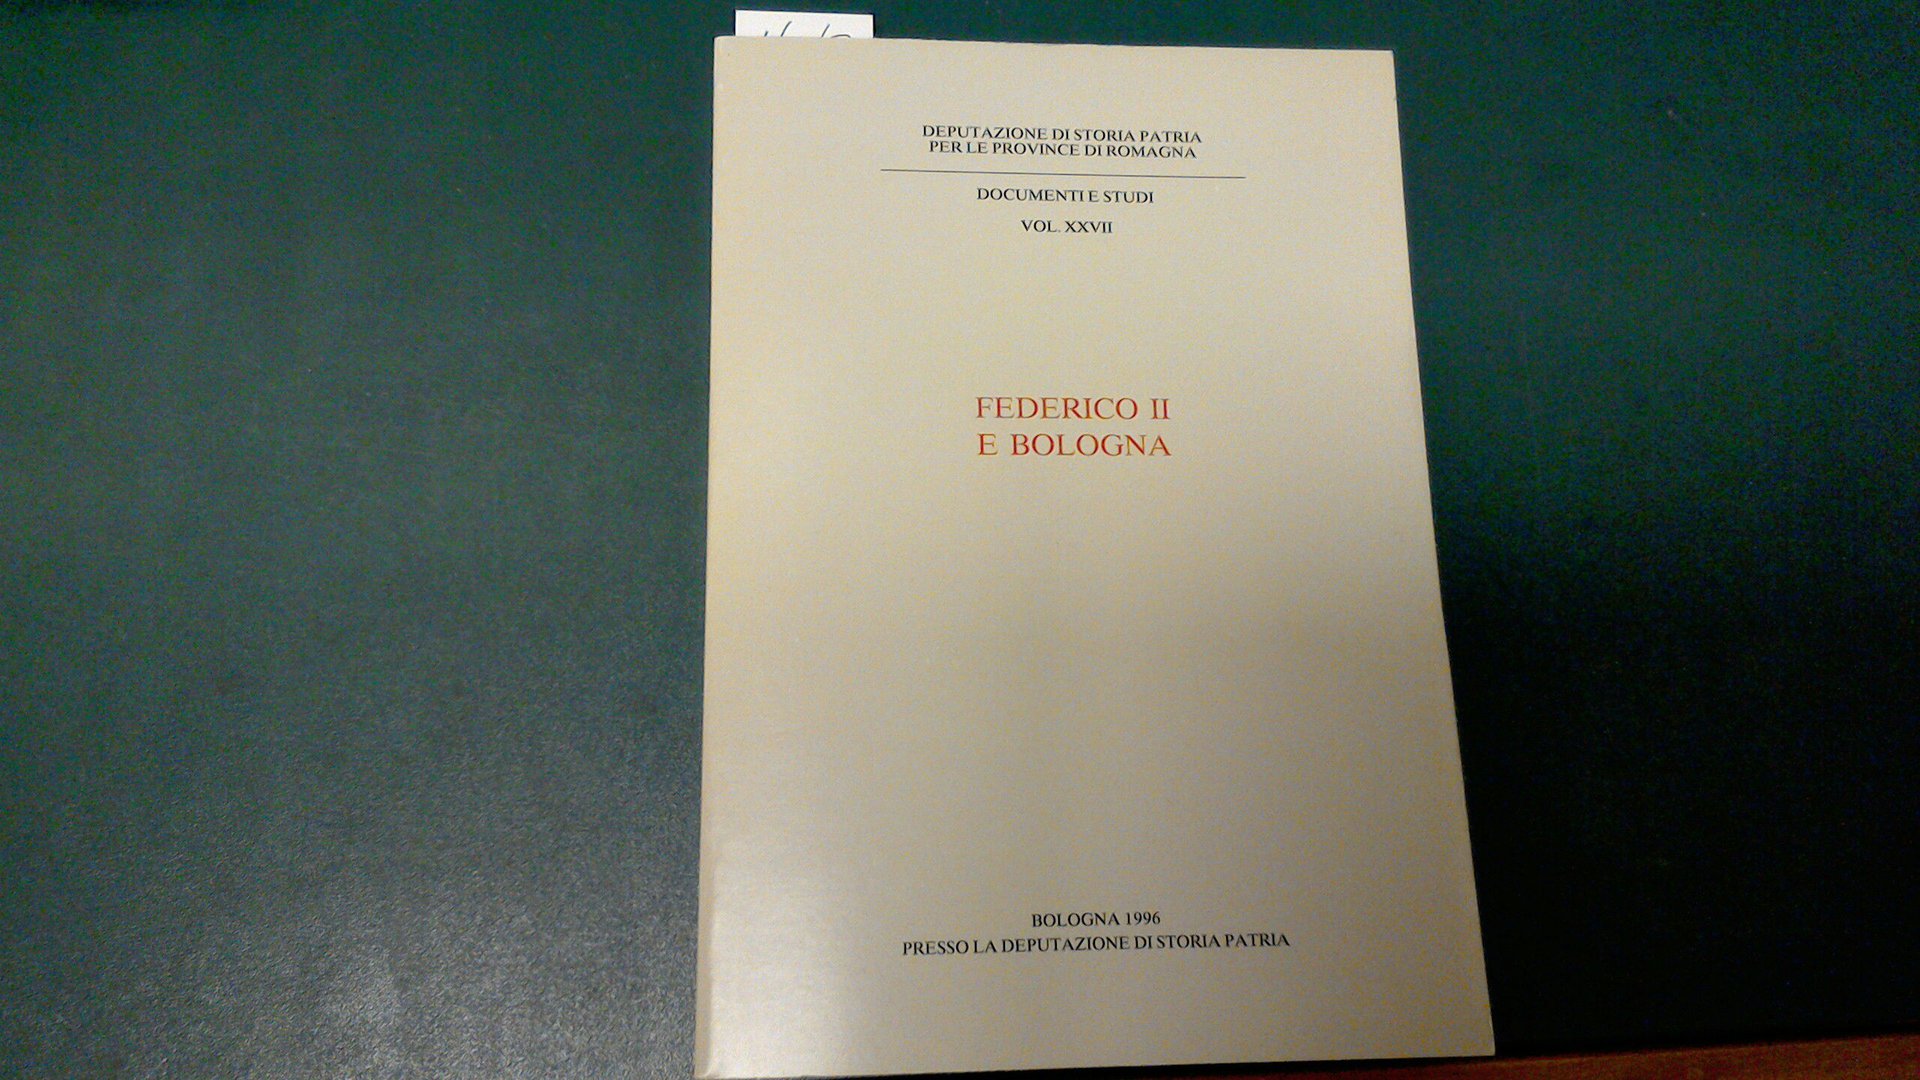 DEPUTAZIONE DI STORIA PATRIA
PER LE PROVINCE DI ROMAGNA
DOCUMENTI E STUDI
VOL. XXVII
FEDERICO II
E BOLOGNA
BOLOGNA 1996
PRESSO LA DEPUTAZIONE DI STORIA PATRIA